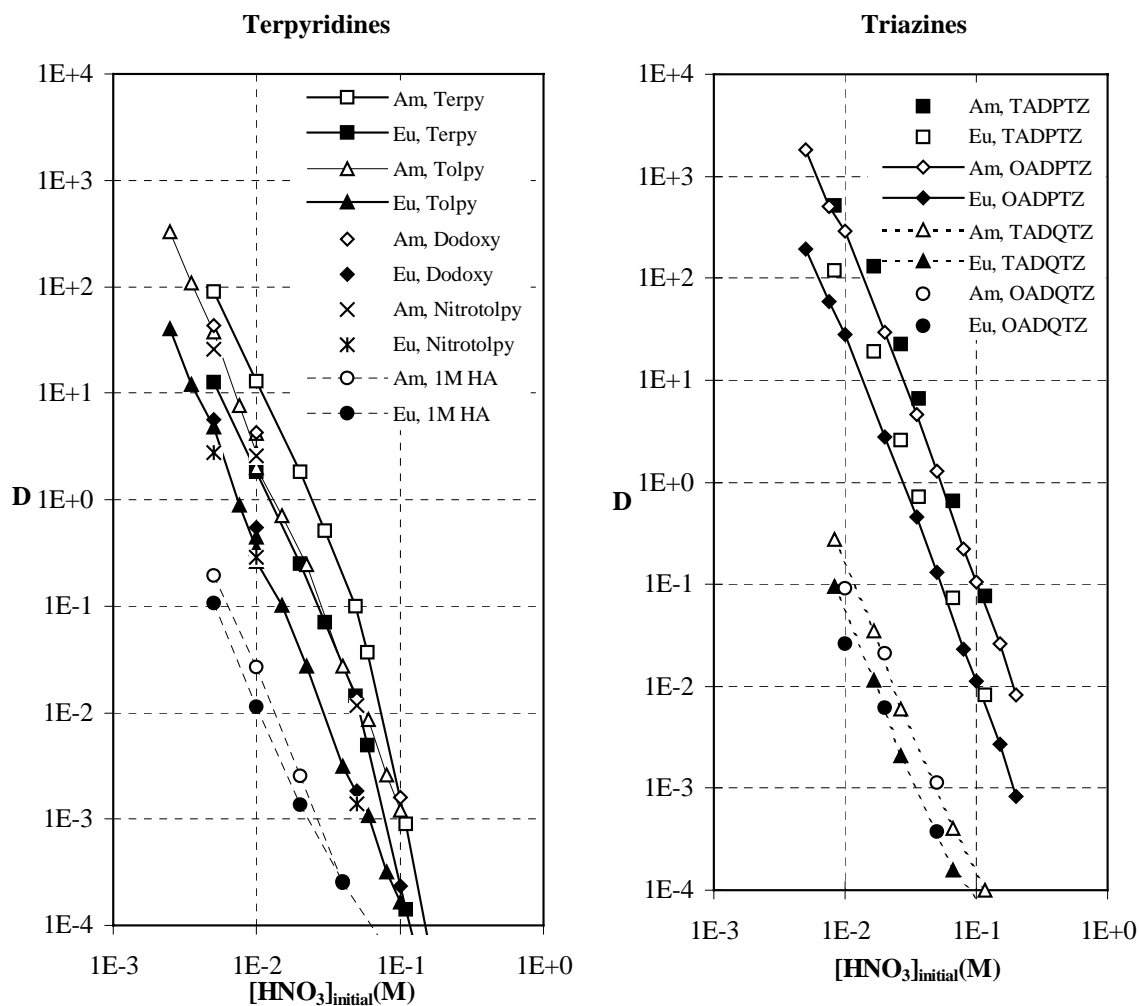 Terpyridines
1E+4
1E+3
1E+2
1E+1
1E+0
1E-1
1E-2
1E-3
1E-4
D
Am, Terpy
Eu, Terpy
Am, Tolpy
Eu, Tolpy
Am, Dodoxy
Eu, Dodoxy
Am, Nitrotolpy
Eu, Nitrotolpy
Am, 1M HA
Eu, 1M HA
1E-3 1E-2 1E-1 1E+0
[HNO3]initial(M)
Triazines
1E+4
1E+3
1E+2
1E+1
1E+0
1E-1
1E-2
1E-3
1E-4
D
Am, TADPTZ
Eu, TADPTZ
Am, OADPTZ
Eu, OADPTZ
Am, TADQTZ
Eu, TADQTZ
Am, OADQTZ
Eu, OADQTZ
1E-3 1E-2 1E-1 1E+0
[HNO3]initial(M)